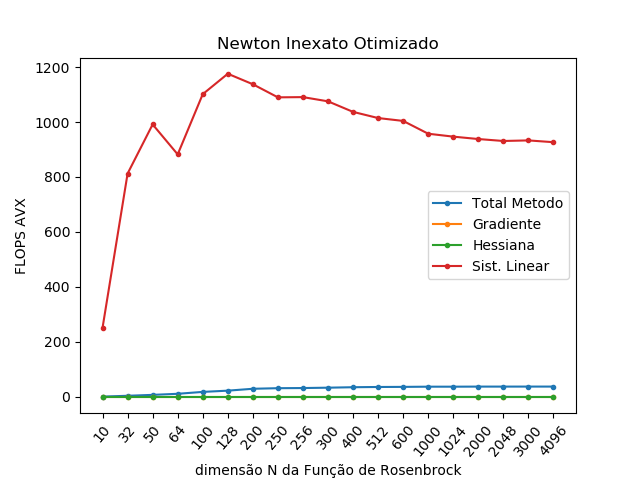 Newton Inexato Otimizado
FLOPS AVX
1200
1000
800
600
400
200
0
Total Metodo
Gradiente
Hessiana
Sist. Linear
10 32 50 64 100 128 200 250 256 300 400 512 600 1000 1024 2000 2048 3000 4096
dimensão N da Função de Rosenbrock